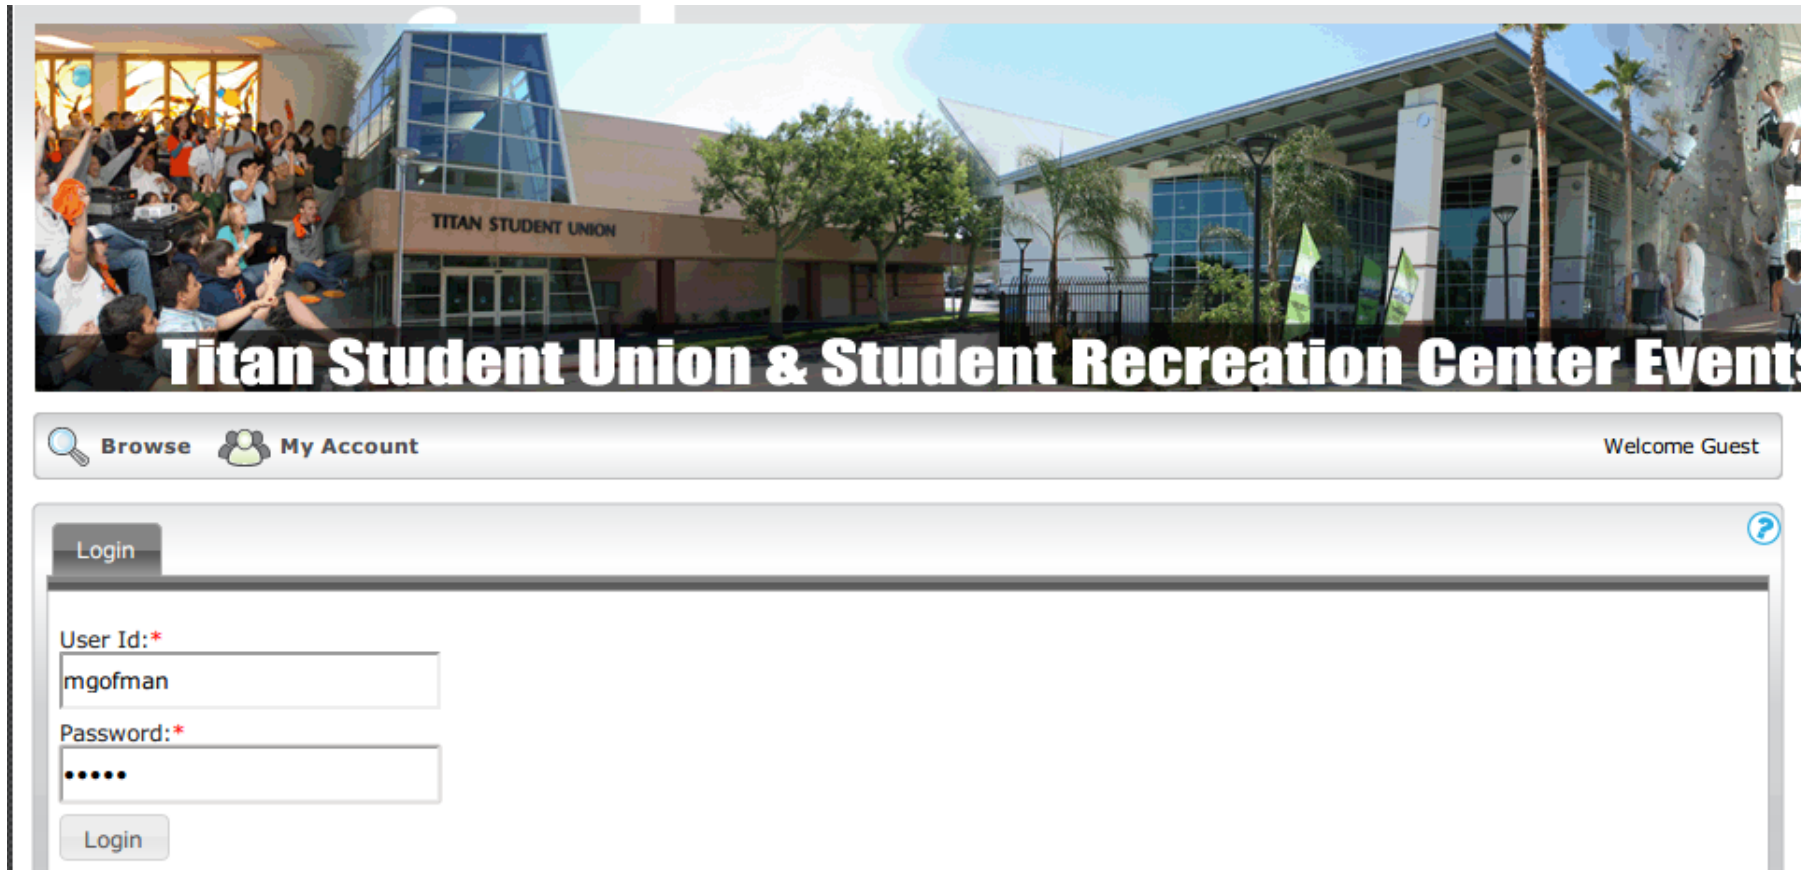 TITAN STUDENT UNION
Titan Student Union & Student Recreation Center Events
Browse My Account Welcome Guest
Login
User Id:*
mgofman
Password:*
•••••
Login